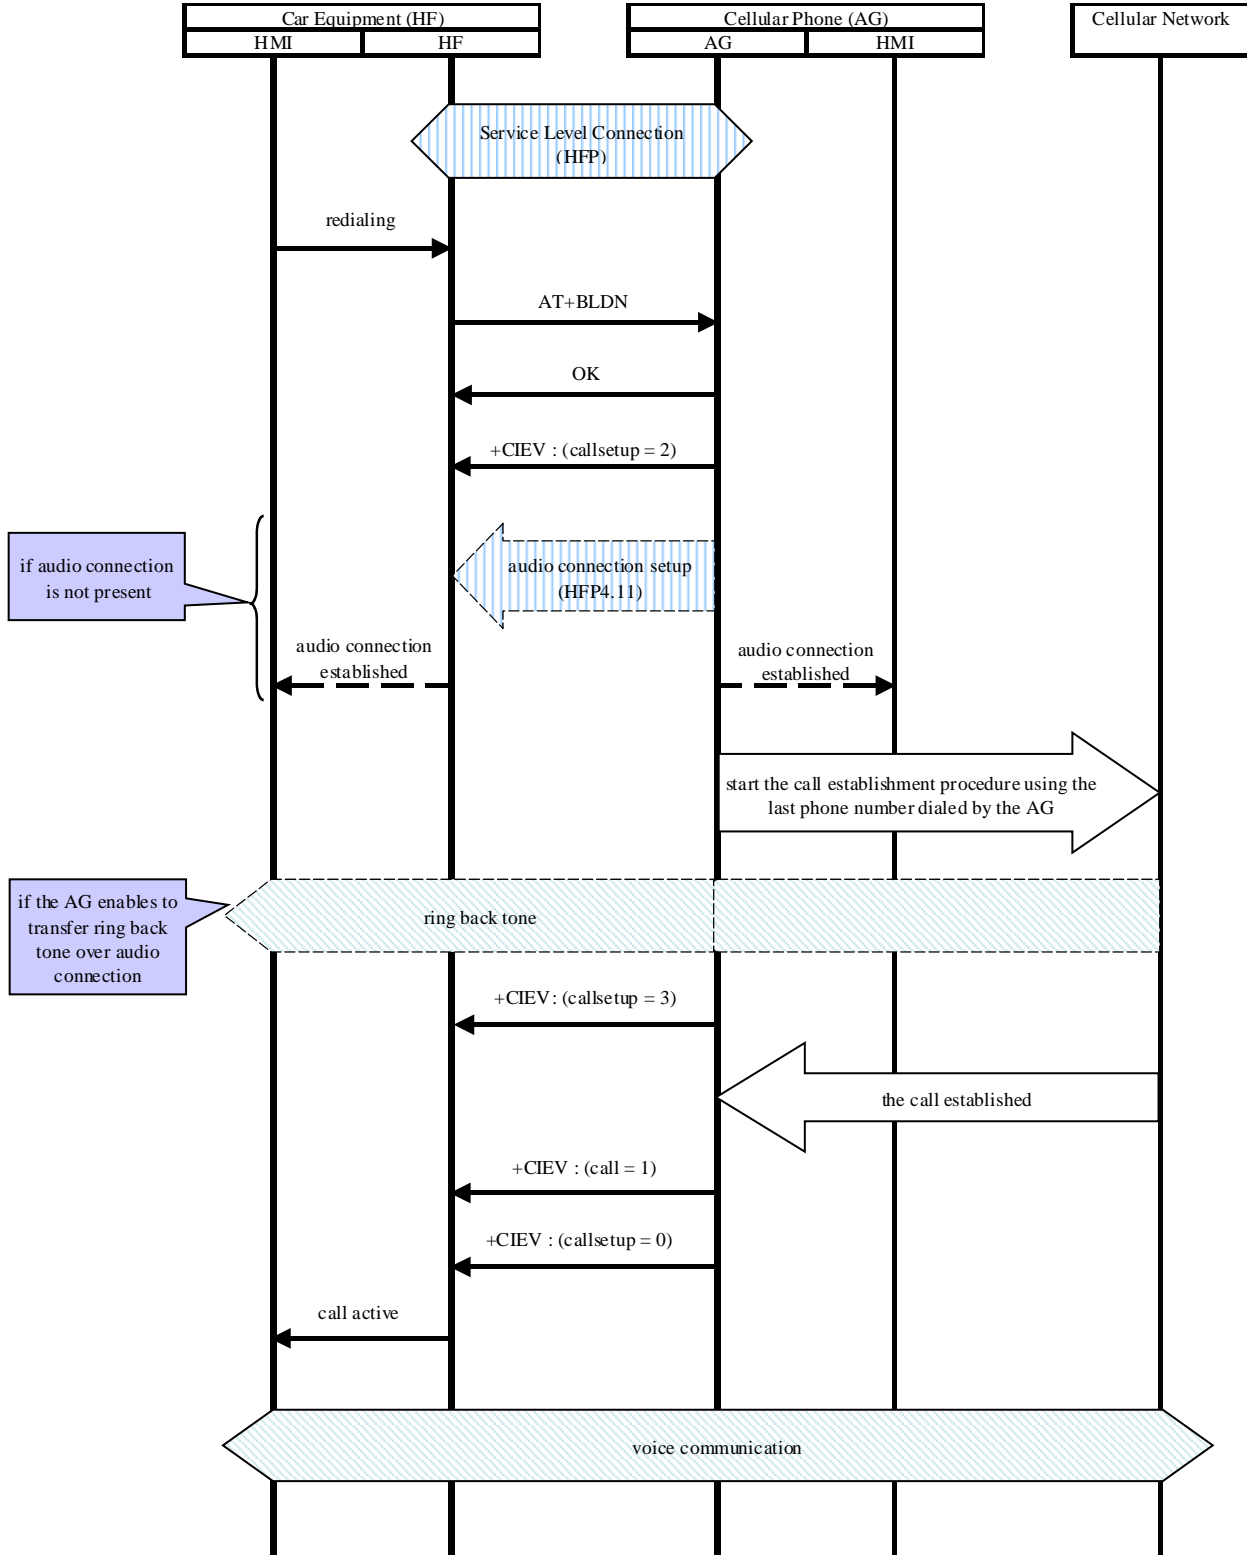 Car Equipment (HF)
Cellular Phone (AG)
Cellular Network
HMI
HF
AG
HMI
Service Level Connection
(HFP)
redialing
AT+BLDN
OK
+CIEV : (callsetup = 2)
if audio connection
is not present
audio connection setup
(HFP4.11)
audio connection
established
audio connection
established
start the call establishment procedure using the
last phone number dialed by the AG
if the AG enables to
transfer ring back
tone over audio
connection
ring back tone
+CIEV: (callsetup = 3)
the call established
+CIEV : (call = 1)
+CIEV : (callsetup = 0)
call active
voice communication